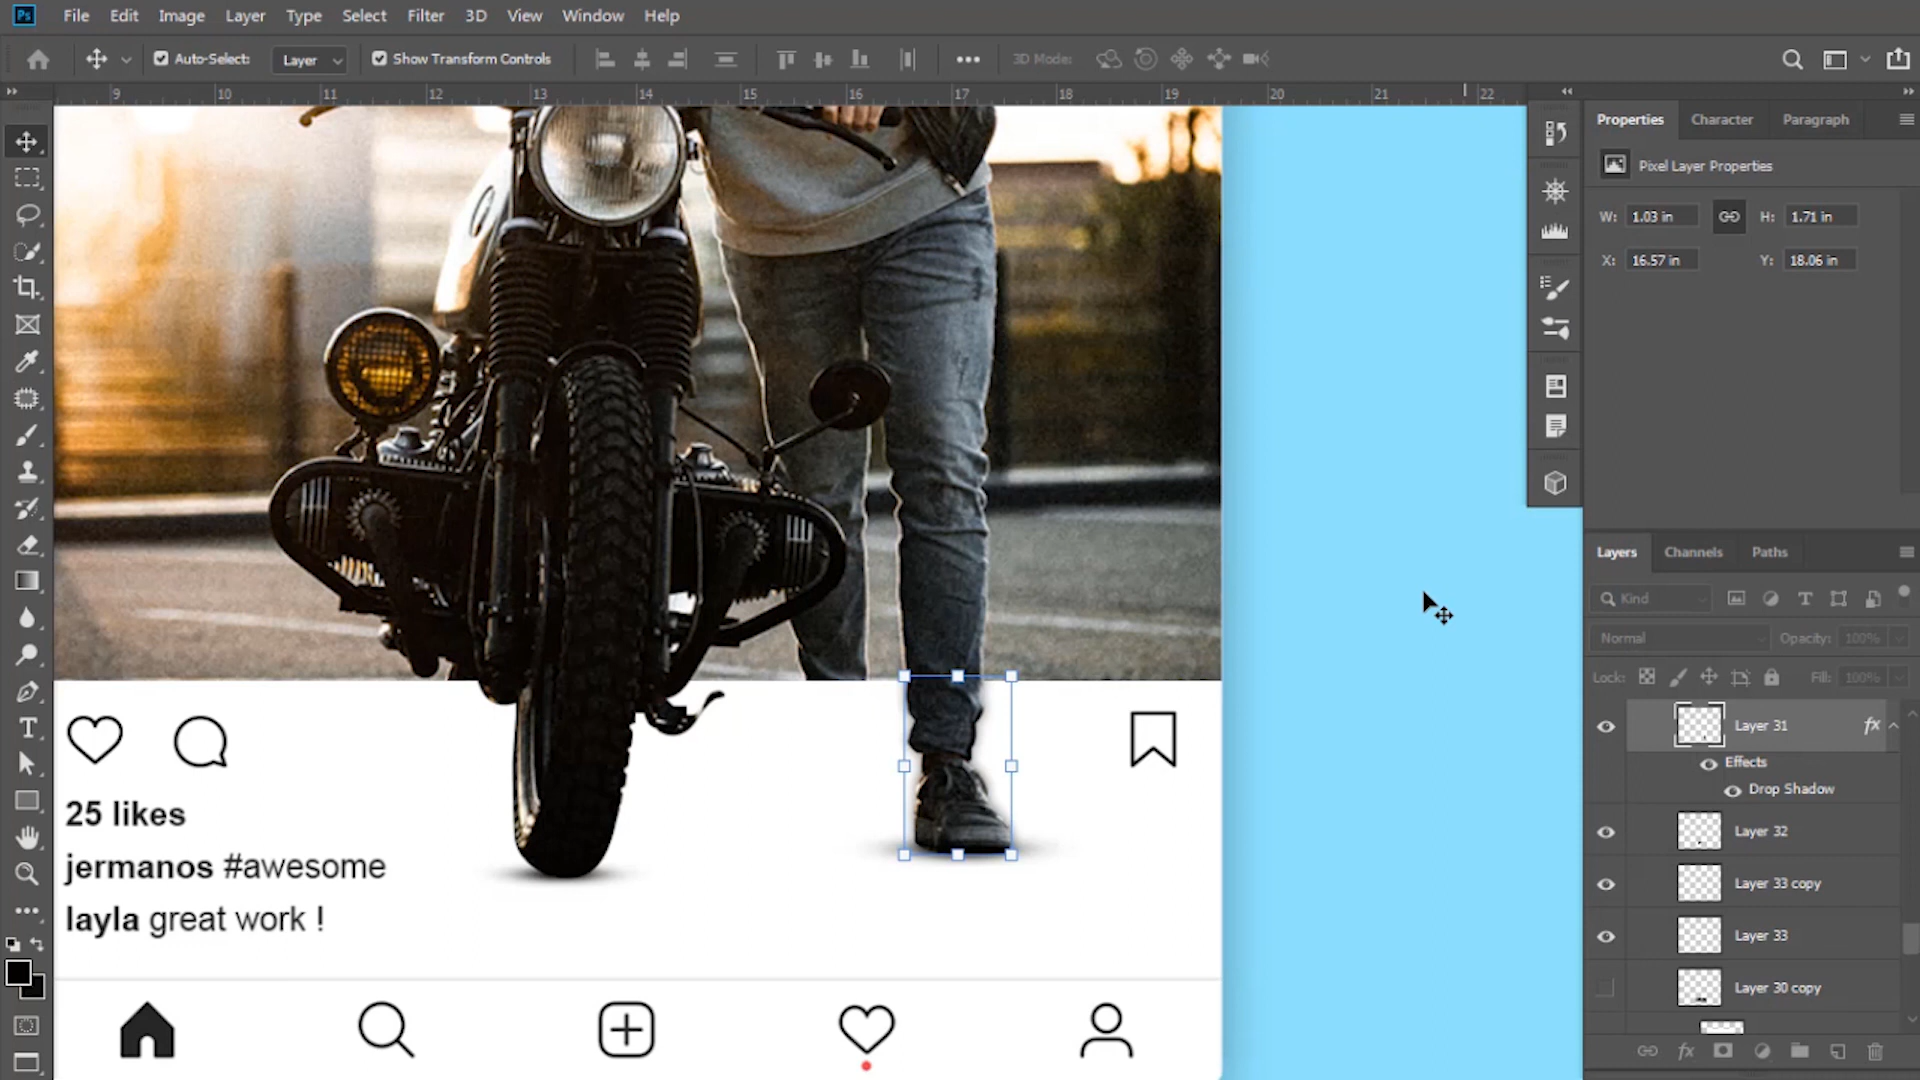 Ps File Edit Image Layer Type Select Filter 3D View Window Help
Auto-Select: Layer Show Transform Controls 3D Mode:
9 10 11 12 13 14 15 16 17 18 19 20 21 22
Properties Character Paragraph
Pixel Layer Properties
W: 1.03 in H: 1.71 in
X: 16.57 in Y: 18.06 in
Layers Channels Paths
Kind
Normal Opacity: 100%
Lock: Fill: 100%
Layer 31 fx
Effects
Drop Shadow
Layer 32
Layer 33 copy
Layer 33
Layer 30 copy
fx
25 likes
jermanos #awesome
layla great work !